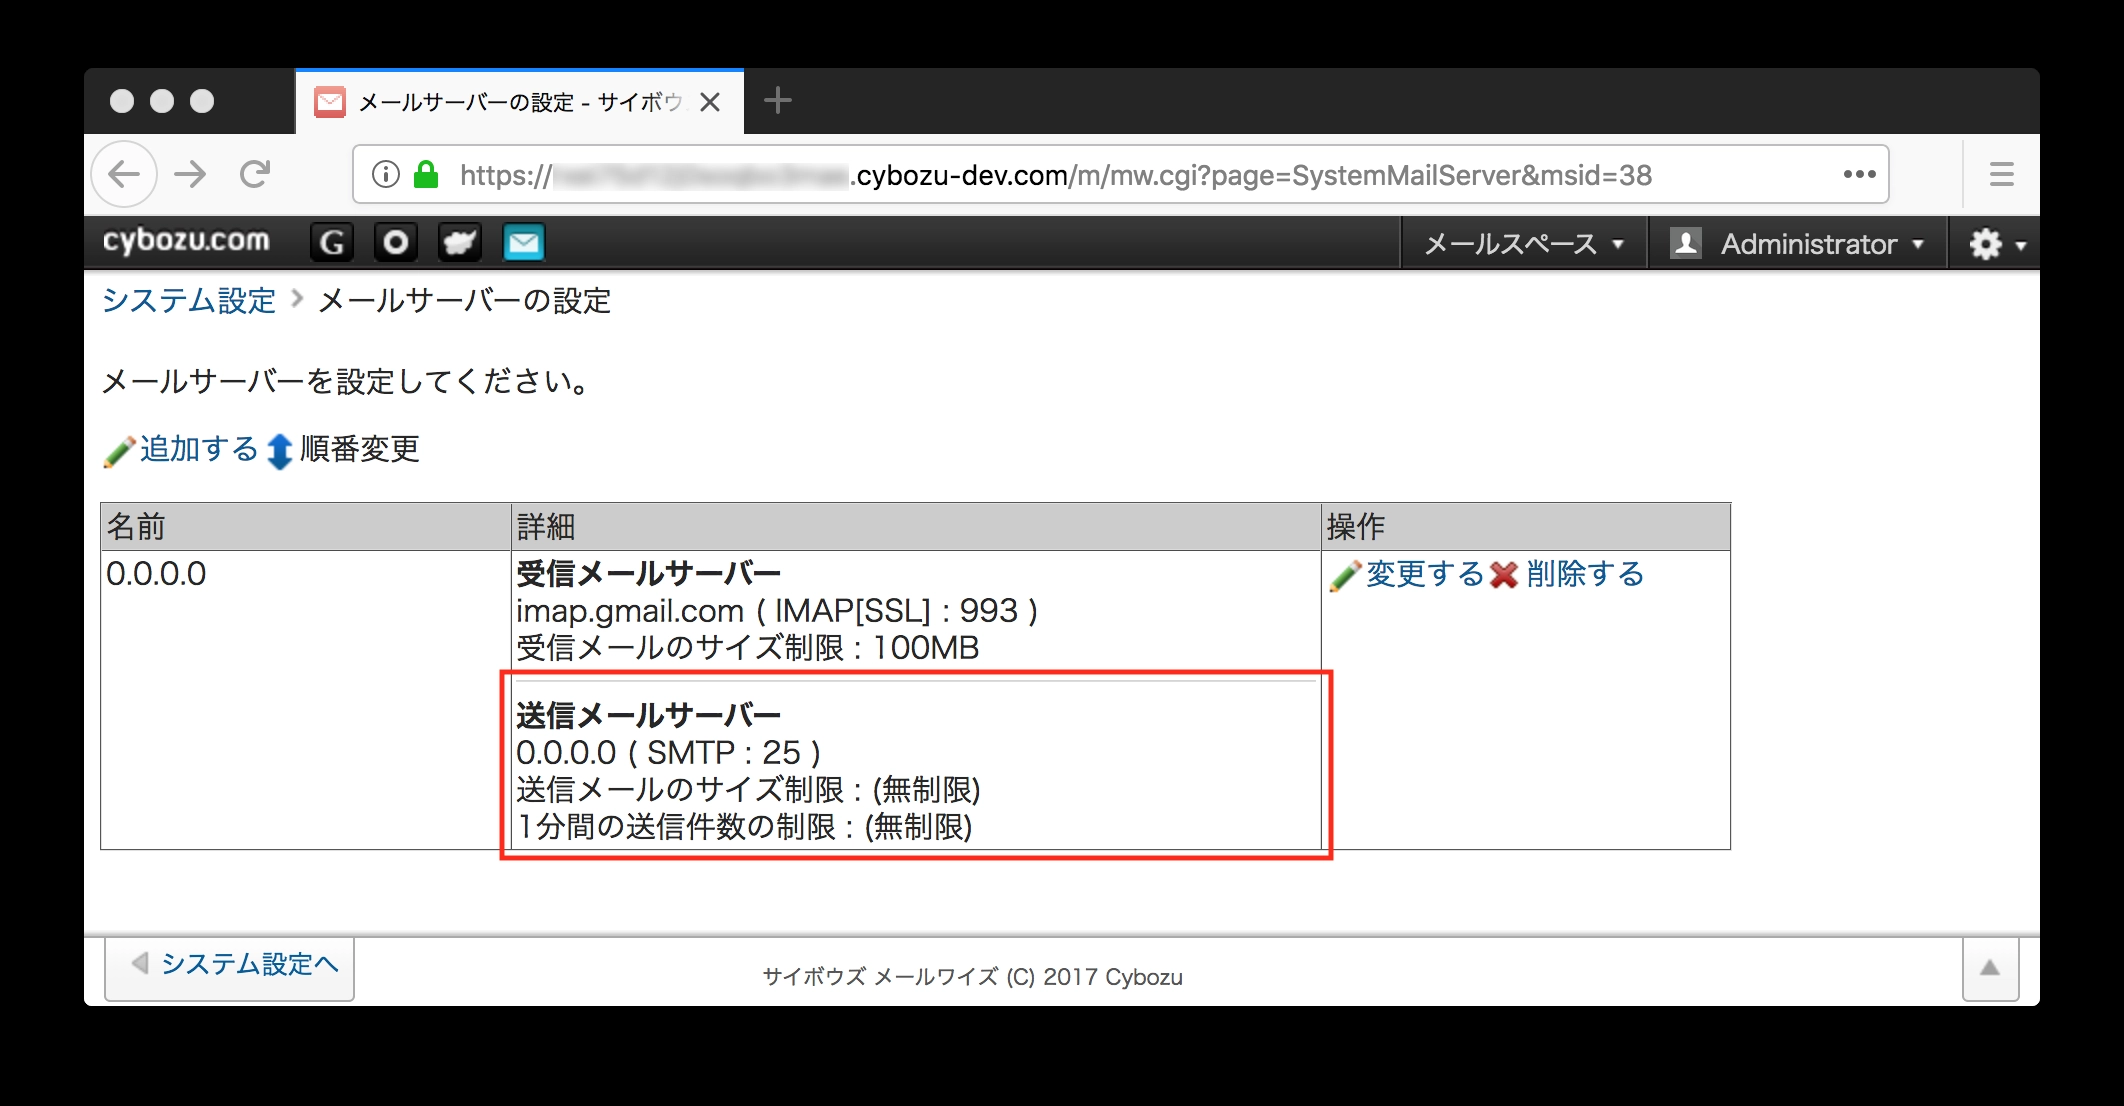 メールサーバーの設定 - サイボウ
https:// .cybozu-dev.com/m/mw.cgi?page=SystemMailServer&msid=38
cybozu.com G メールスペース Administrator
システム設定 > メールサーバーの設定
メールサーバーを設定してください。
追加する 順番変更
名前 詳細 操作
0.0.0.0 受信メールサーバー 変更する 削除する
imap.gmail.com ( IMAP[SSL] : 993 )
受信メールのサイズ制限 : 100MB
送信メールサーバー
0.0.0.0 ( SMTP : 25 )
送信メールのサイズ制限 : (無制限)
1分間の送信件数の制限 : (無制限)
システム設定へ
サイボウズ メールワイズ (C) 2017 Cybozu